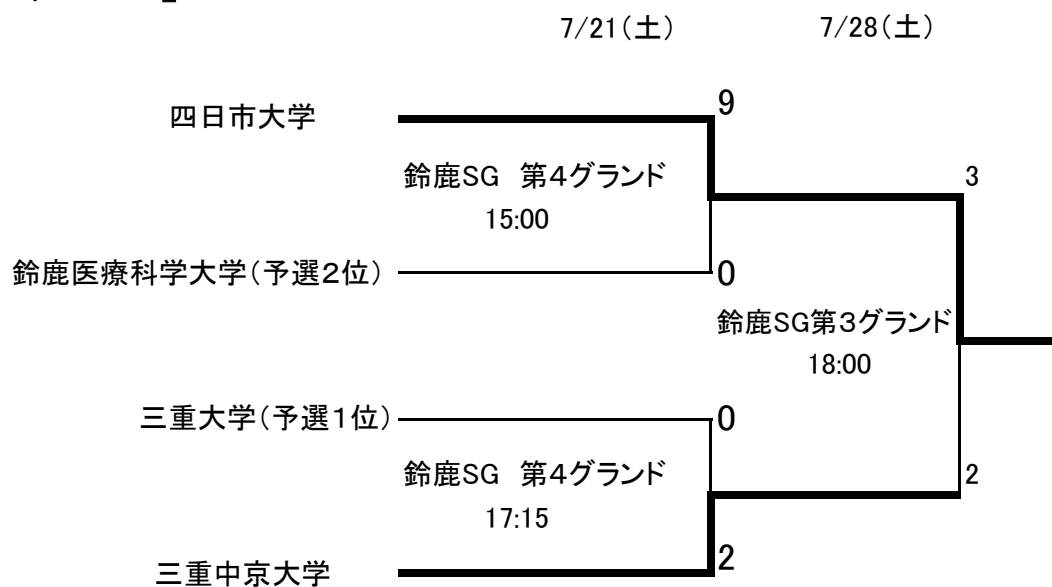 7/21(土)
7/28(土)
9
四日市大学
鈴鹿SG　第4グランド
3
15:00
鈴鹿医療科学大学(予選2位)
0
鈴鹿SG第3グランド
18:00
三重大学(予選1位)
0
鈴鹿SG　第4グランド
2
17:15
2
三重中京大学